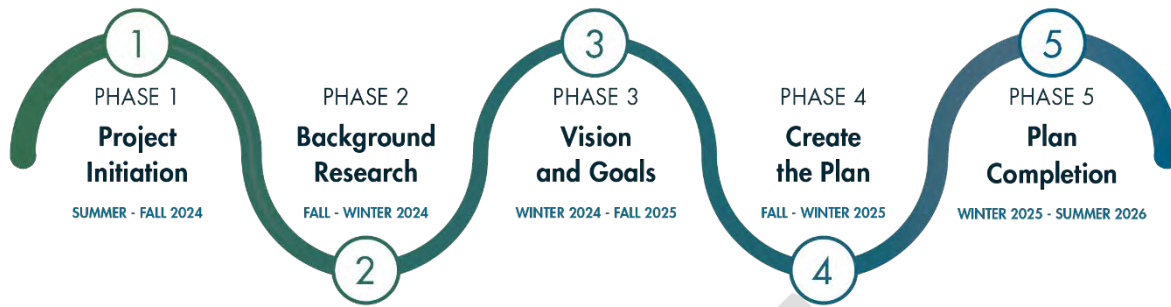 1
PHASE 1
Project
Initiation
SUMMER - FALL 2024
2
PHASE 2
Background
Research
FALL - WINTER 2024
3
PHASE 3
Vision
and Goals
WINTER 2024 - FALL 2025
4
PHASE 4
Create
the Plan
FALL - WINTER 2025
5
PHASE 5
Plan
Completion
WINTER 2025 - SUMMER 2026